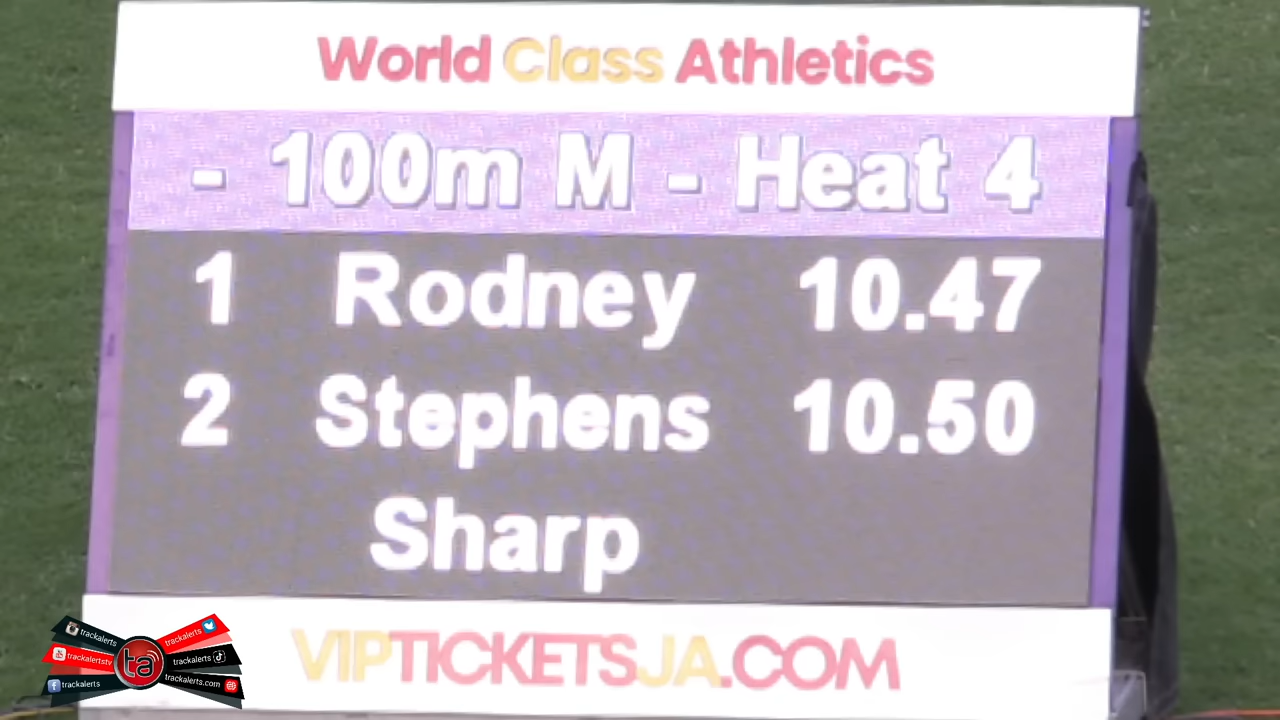 World Class Athletics
- 100m M - Heat 4
1 Rodney 10.47
2 Stephens 10.50
Sharp
VIPTICKETSJA.COM
trackalerts
trackalerts
trackalertstv
trackalerts
trackalerts
trackalerts.com
ta